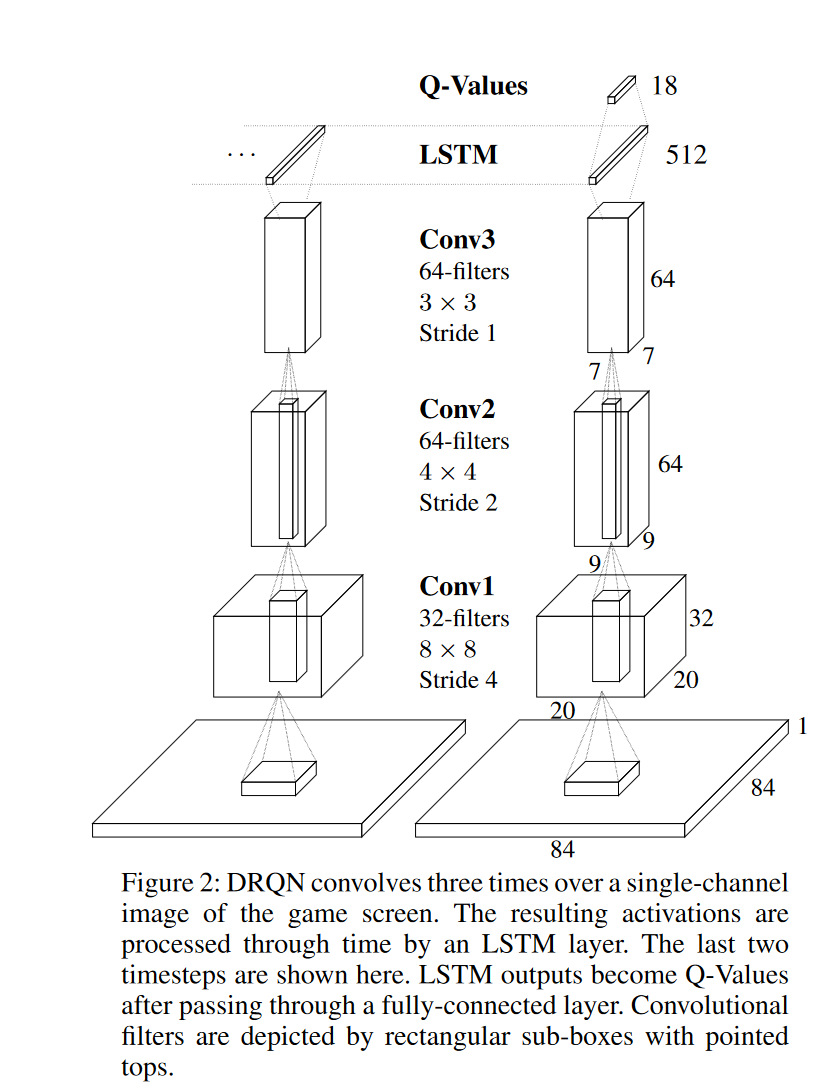 Q-Values 18
... LSTM 512
Conv3
64-filters
3 × 3
Stride 1
64
7
7
Conv2
64-filters
4 × 4
Stride 2
64
9
9
Conv1
32-filters
8 × 8
Stride 4
32
20
20
1
84
84
Figure 2: DRQN convolves three times over a single-channel
image of the game screen. The resulting activations are
processed through time by an LSTM layer. The last two
timesteps are shown here. LSTM outputs become Q-Values
after passing through a fully-connected layer. Convolutional
filters are depicted by rectangular sub-boxes with pointed
tops.